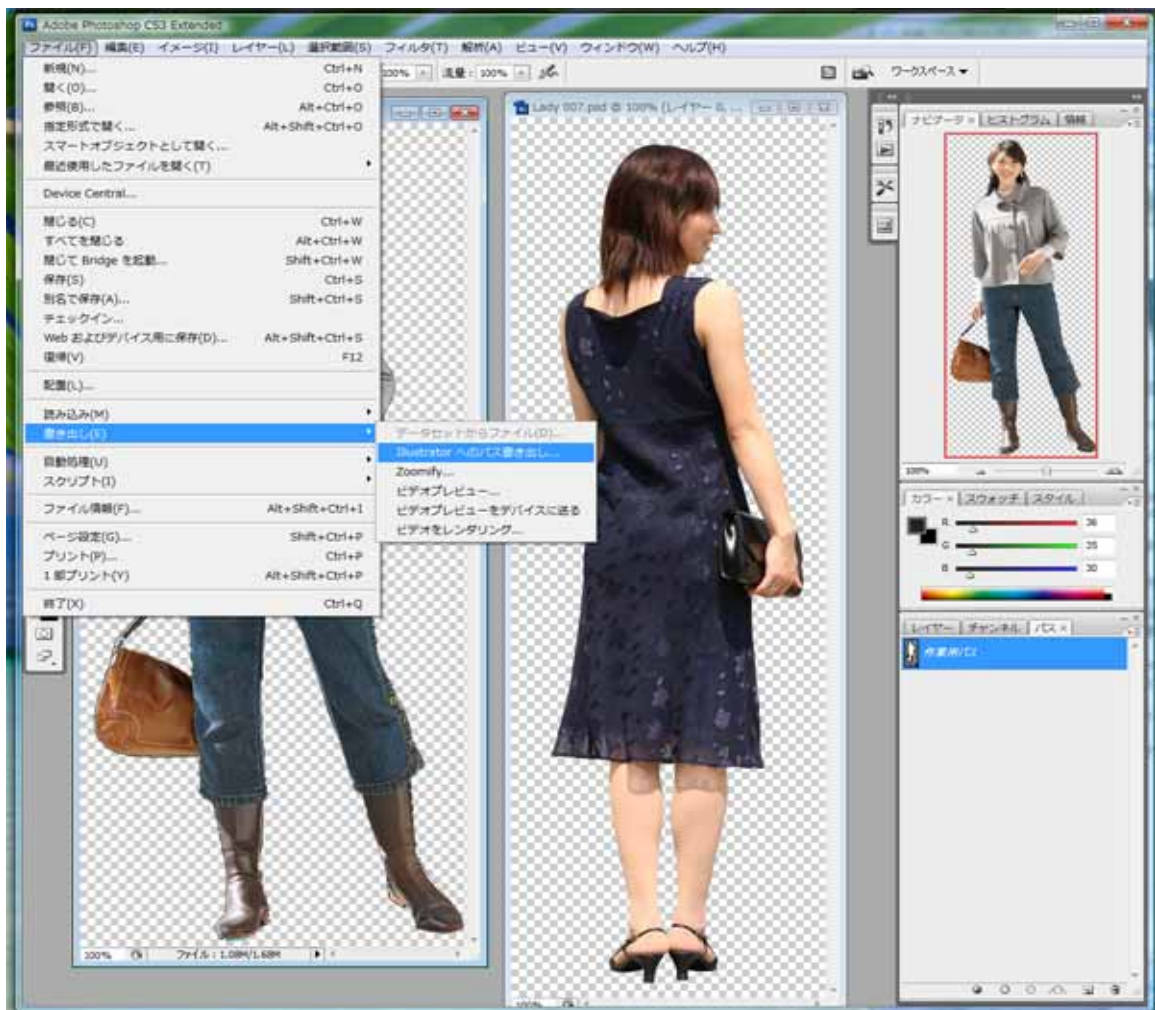 Adobe Photoshop CS3 Extended
ファイル(F) 編集(E) イメージ(I) レイヤー(L) 選択範囲(S) フィルタ(T) 解析(A) ビュー(V) ウィンドウ(W) ヘルプ(H)
100% 流量: 100% ワークスペース
新規(N)... Ctrl+N
開く(O)... Ctrl+O
参照(B)... Alt+Ctrl+O
指定形式で開く... Alt+Shift+Ctrl+O
スマートオブジェクトとして開く...
最近使用したファイルを開く(T)
Device Central...
閉じる(C) Ctrl+W
すべてを閉じる Alt+Ctrl+W
閉じて Bridge を起動... Shift+Ctrl+W
保存(S) Ctrl+S
別名で保存(A)... Shift+Ctrl+S
チェックイン...
Web およびデバイス用に保存(D)... Alt+Shift+Ctrl+S
復帰(V) F12
配置(L)...
読み込み(M)
書き出し(E)
自動処理(U)
スクリプト(I)
ファイル情報(F)... Alt+Shift+Ctrl+I
ページ設定(G)... Shift+Ctrl+P
プリント(P)... Ctrl+P
1 部プリント(Y) Alt+Shift+Ctrl+P
終了(X) Ctrl+Q
データセットからファイル(D)...
Illustrator へのパス書き出し...
Zoomify...
ビデオプレビュー...
ビデオプレビューをデバイスに送る
ビデオをレンダリング...
Lady 007.psd @ 100% (レイヤー 0, ...
ナビゲータ × ヒストグラム 情報
100%
カラー × スウォッチ スタイル
R 36
G 35
B 30
レイヤー チャンネル パス ×
作業用パス
100% ファイル : 1.08M/1.68M
100%